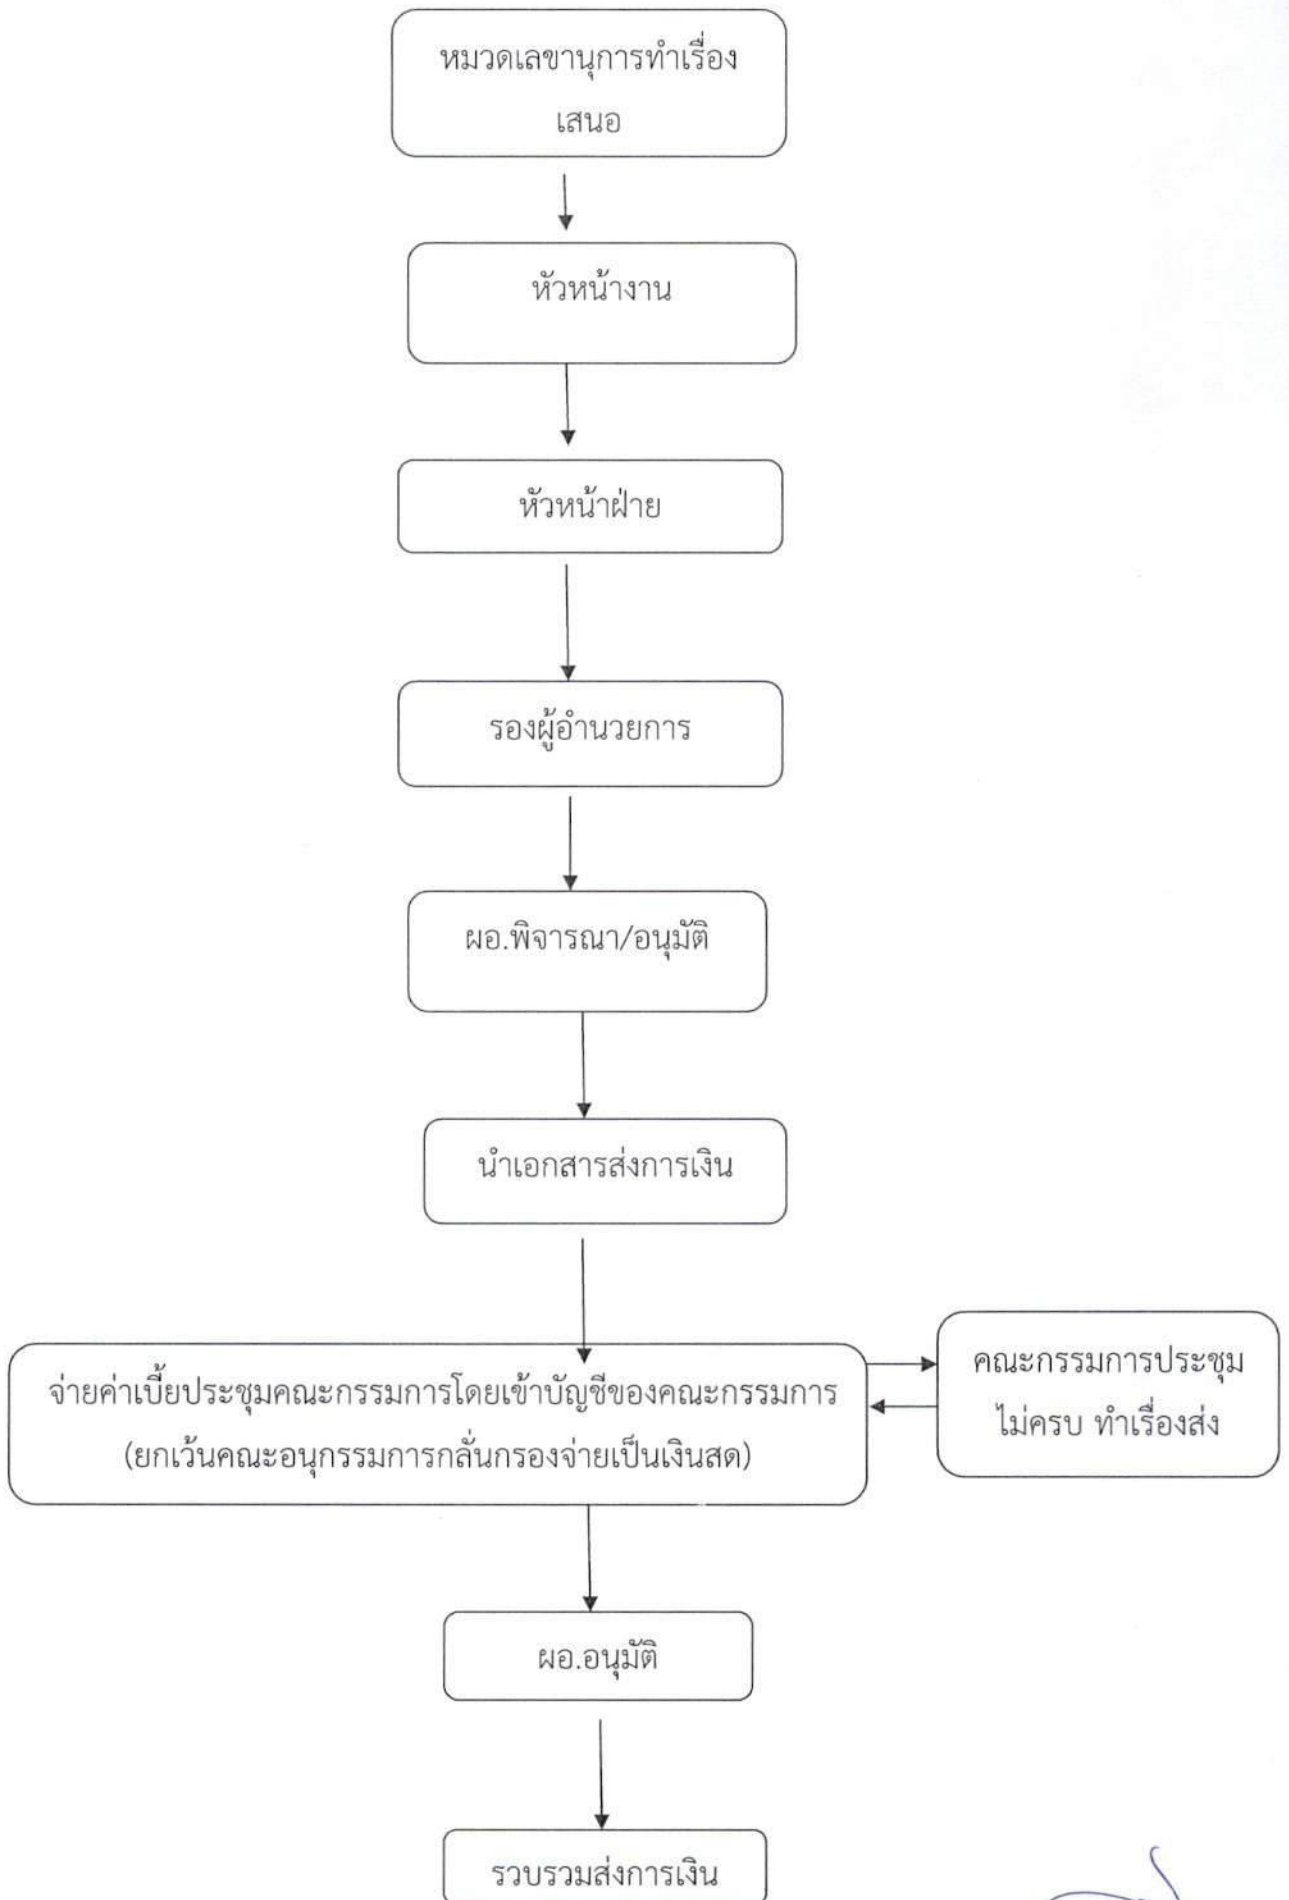 หมวดเลขานุการทำเรื่อง
เสนอ
หัวหน้างาน
หัวหน้าฝ่าย
รองผู้อำนวยการ
ผอ.พิจารณา/อนุมัติ
นำเอกสารส่งการเงิน
จ่ายค่าเบี้ยประชุมคณะกรรมการโดยเข้าบัญชีของคณะกรรมการ
(ยกเว้นคณะอนุกรรมการกลั่นกรองจ่ายเป็นเงินสด)
คณะกรรมการประชุม
ไม่ครบ ทำเรื่องส่ง
ผอ.อนุมัติ
รวบรวมส่งการเงิน